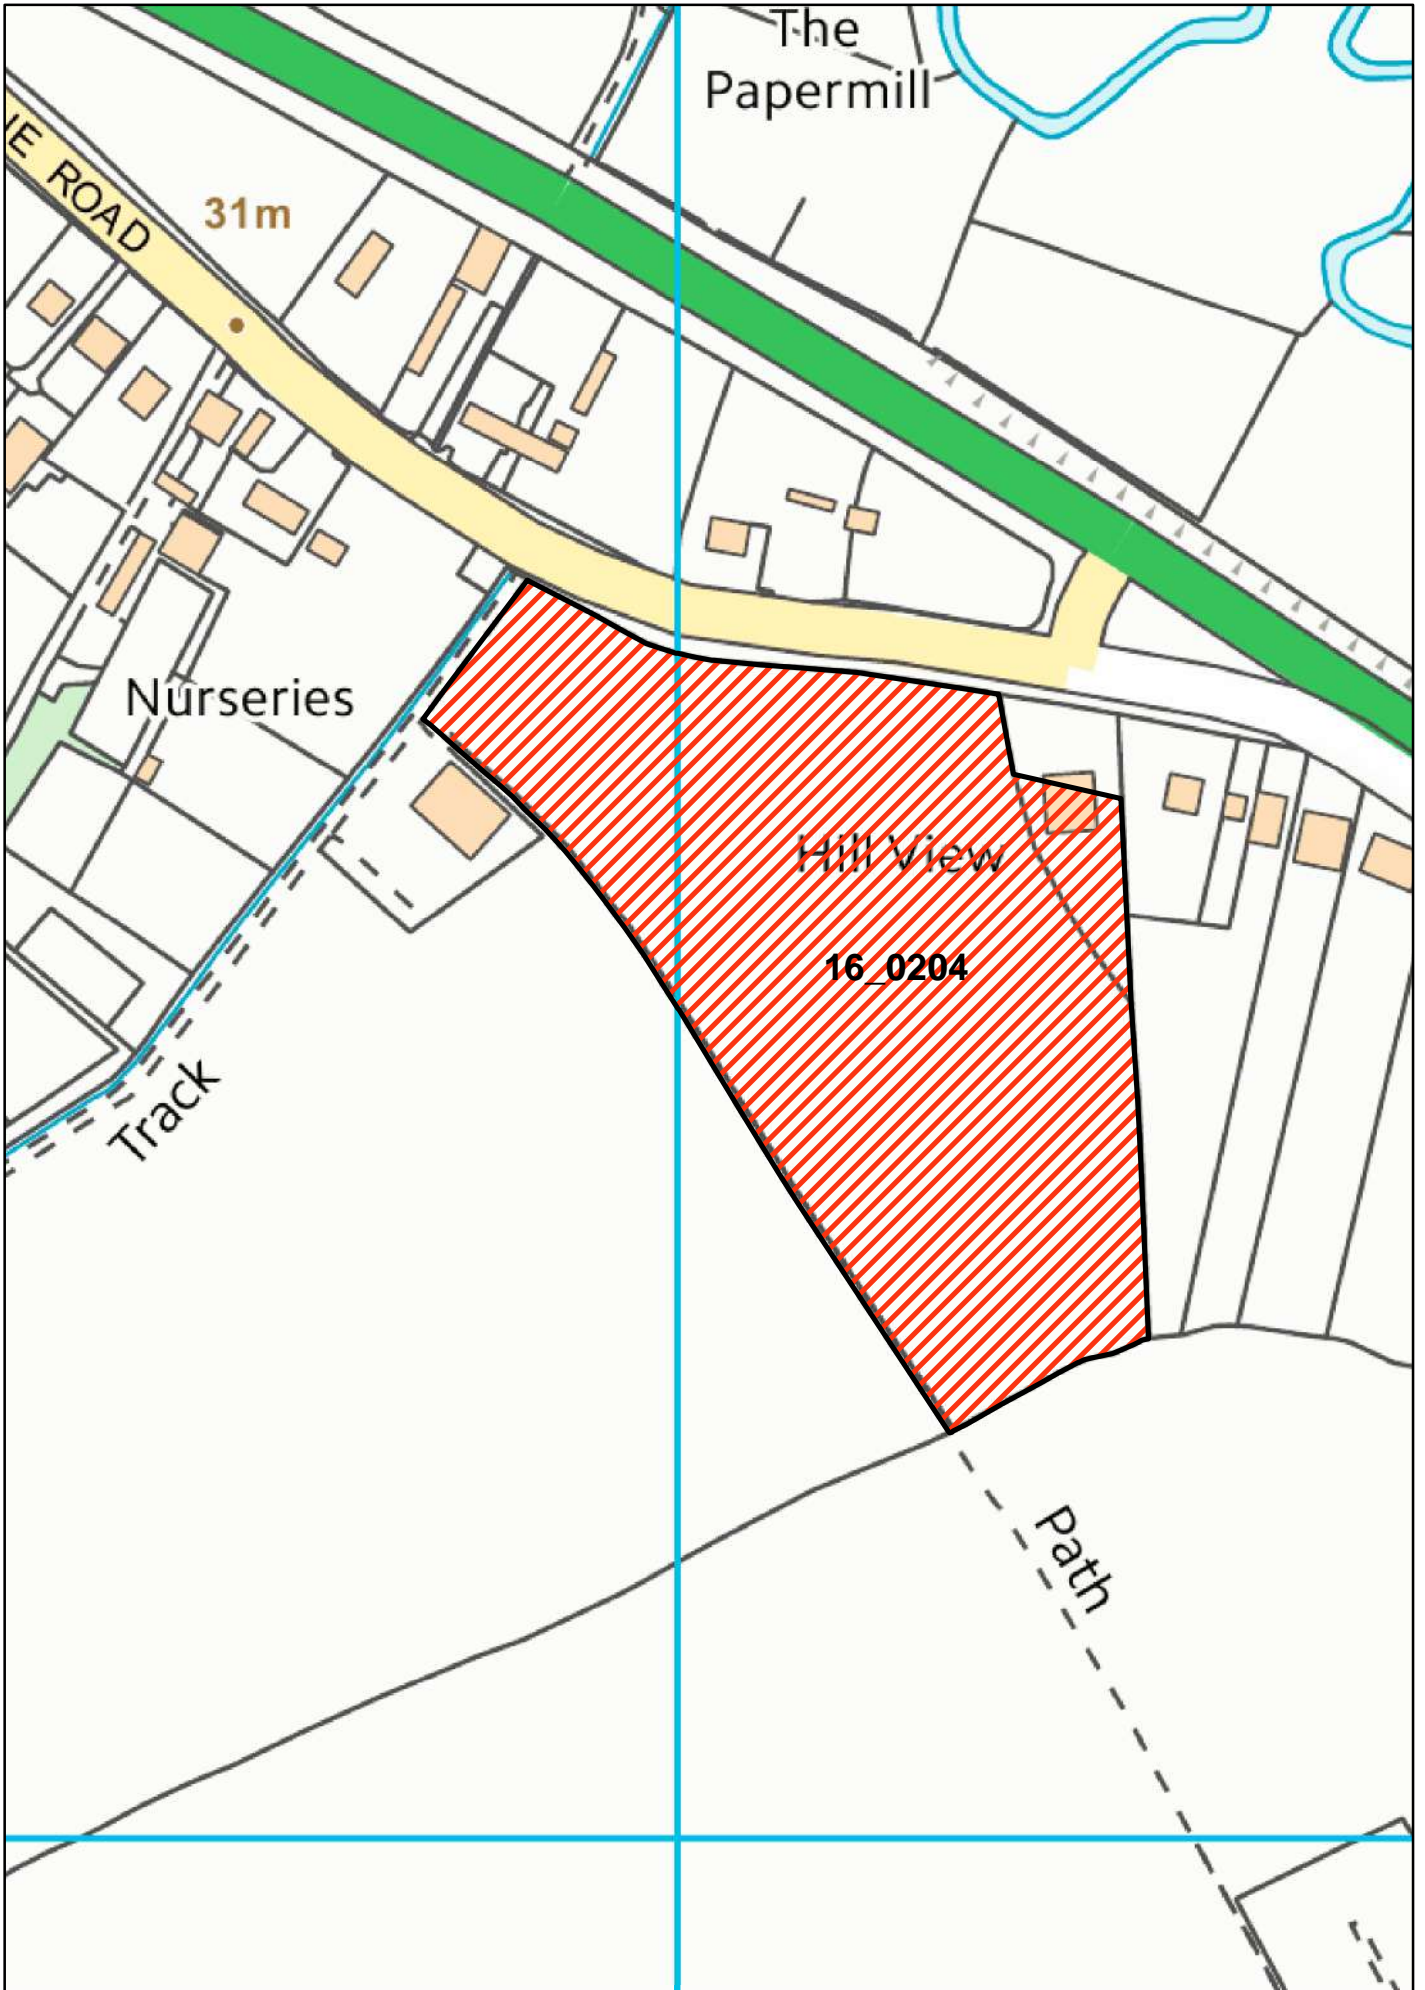 The
Papermill
ROAD
31m
Nurseries
Hill View
16_0204
Track
Path